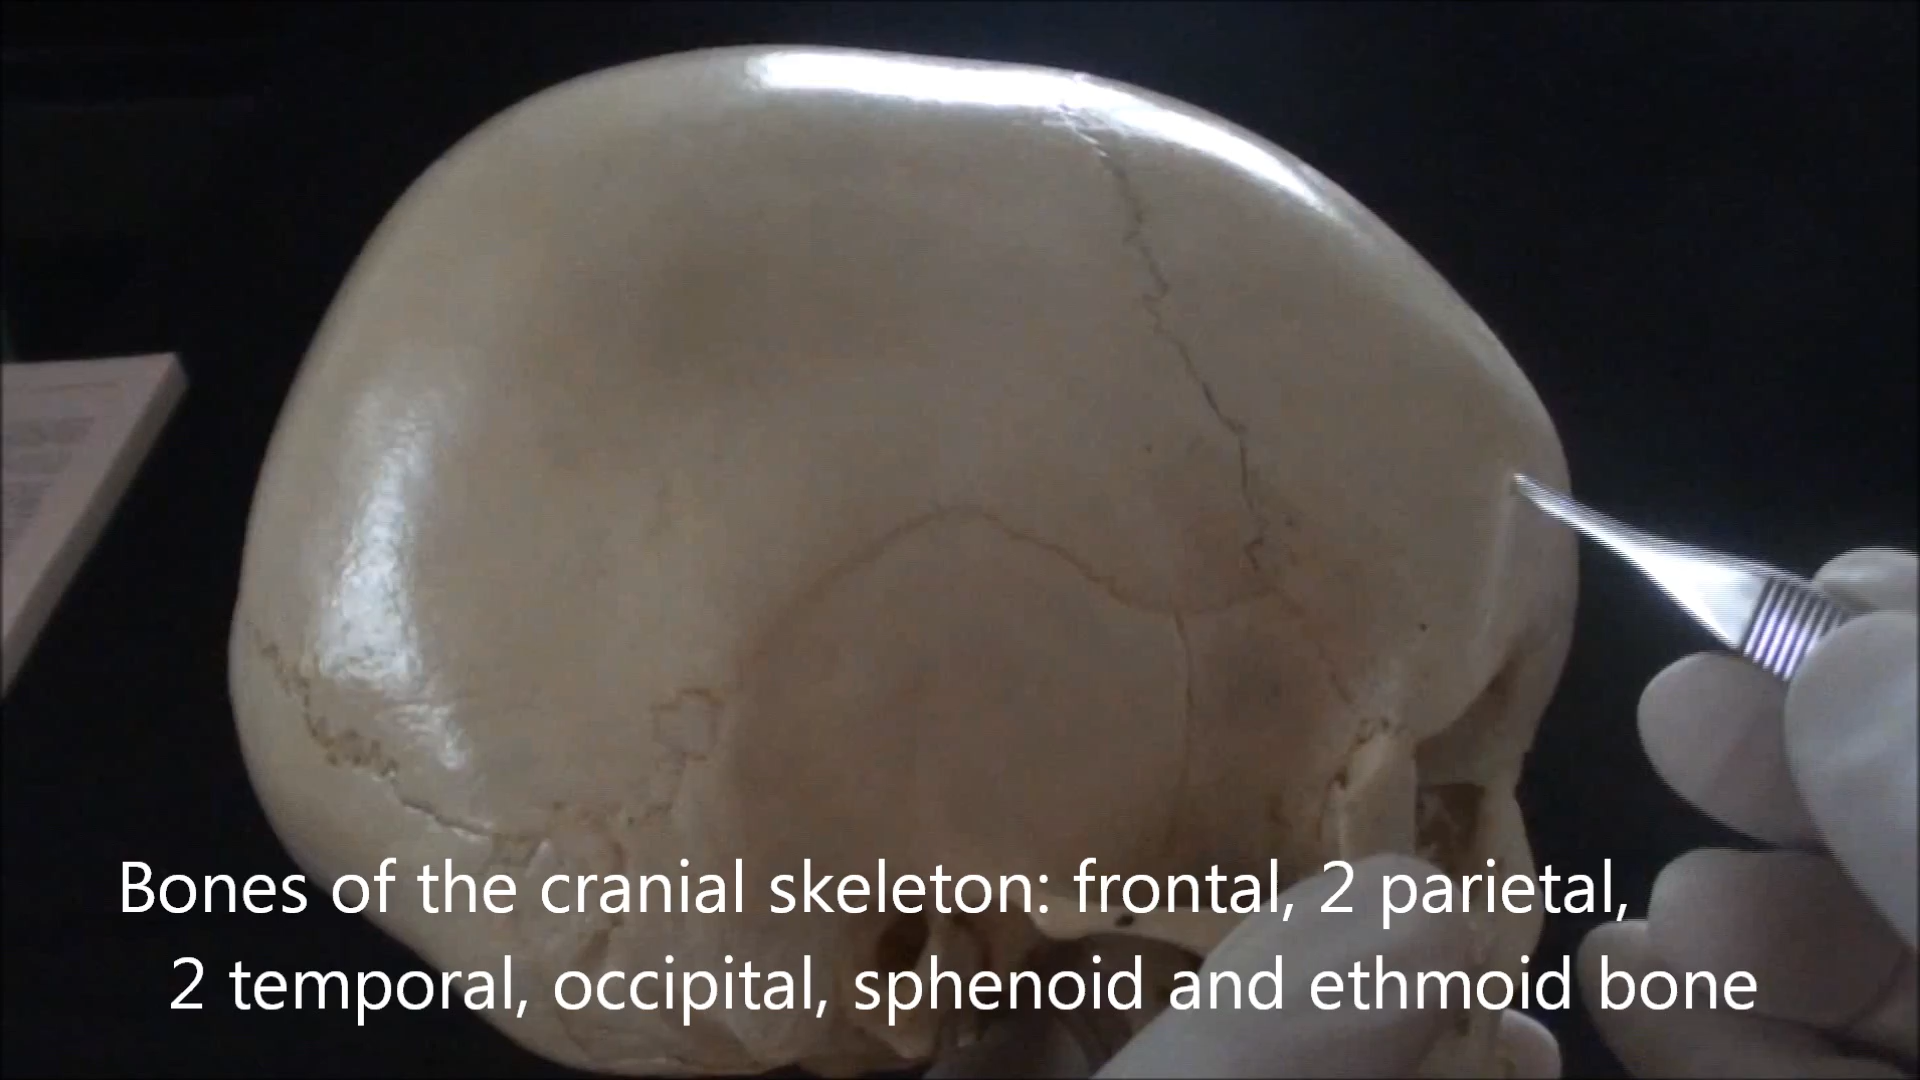 Bones of the cranial skeleton: frontal, 2 parietal,
2 temporal, occipital, sphenoid and ethmoid bone